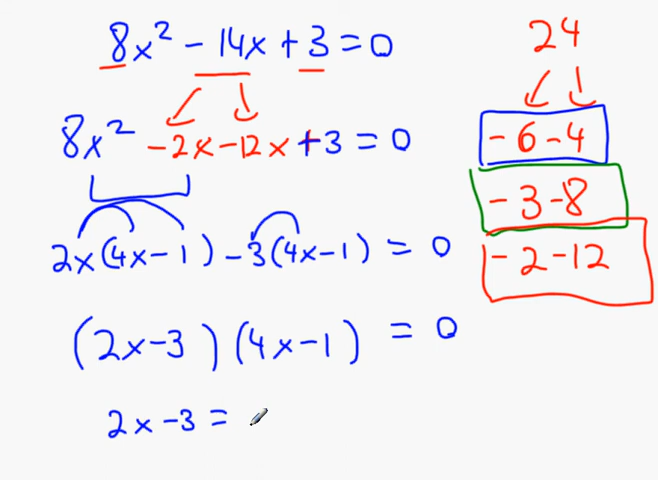 8x² - 14x + 3 = 0
24
8x² - 2x - 12x + 3 = 0
- 6 - 4
- 3 - 8
2x(4x - 1) - 3(4x - 1) = 0
- 2 - 12
(2x - 3)(4x - 1) = 0
2x - 3 =